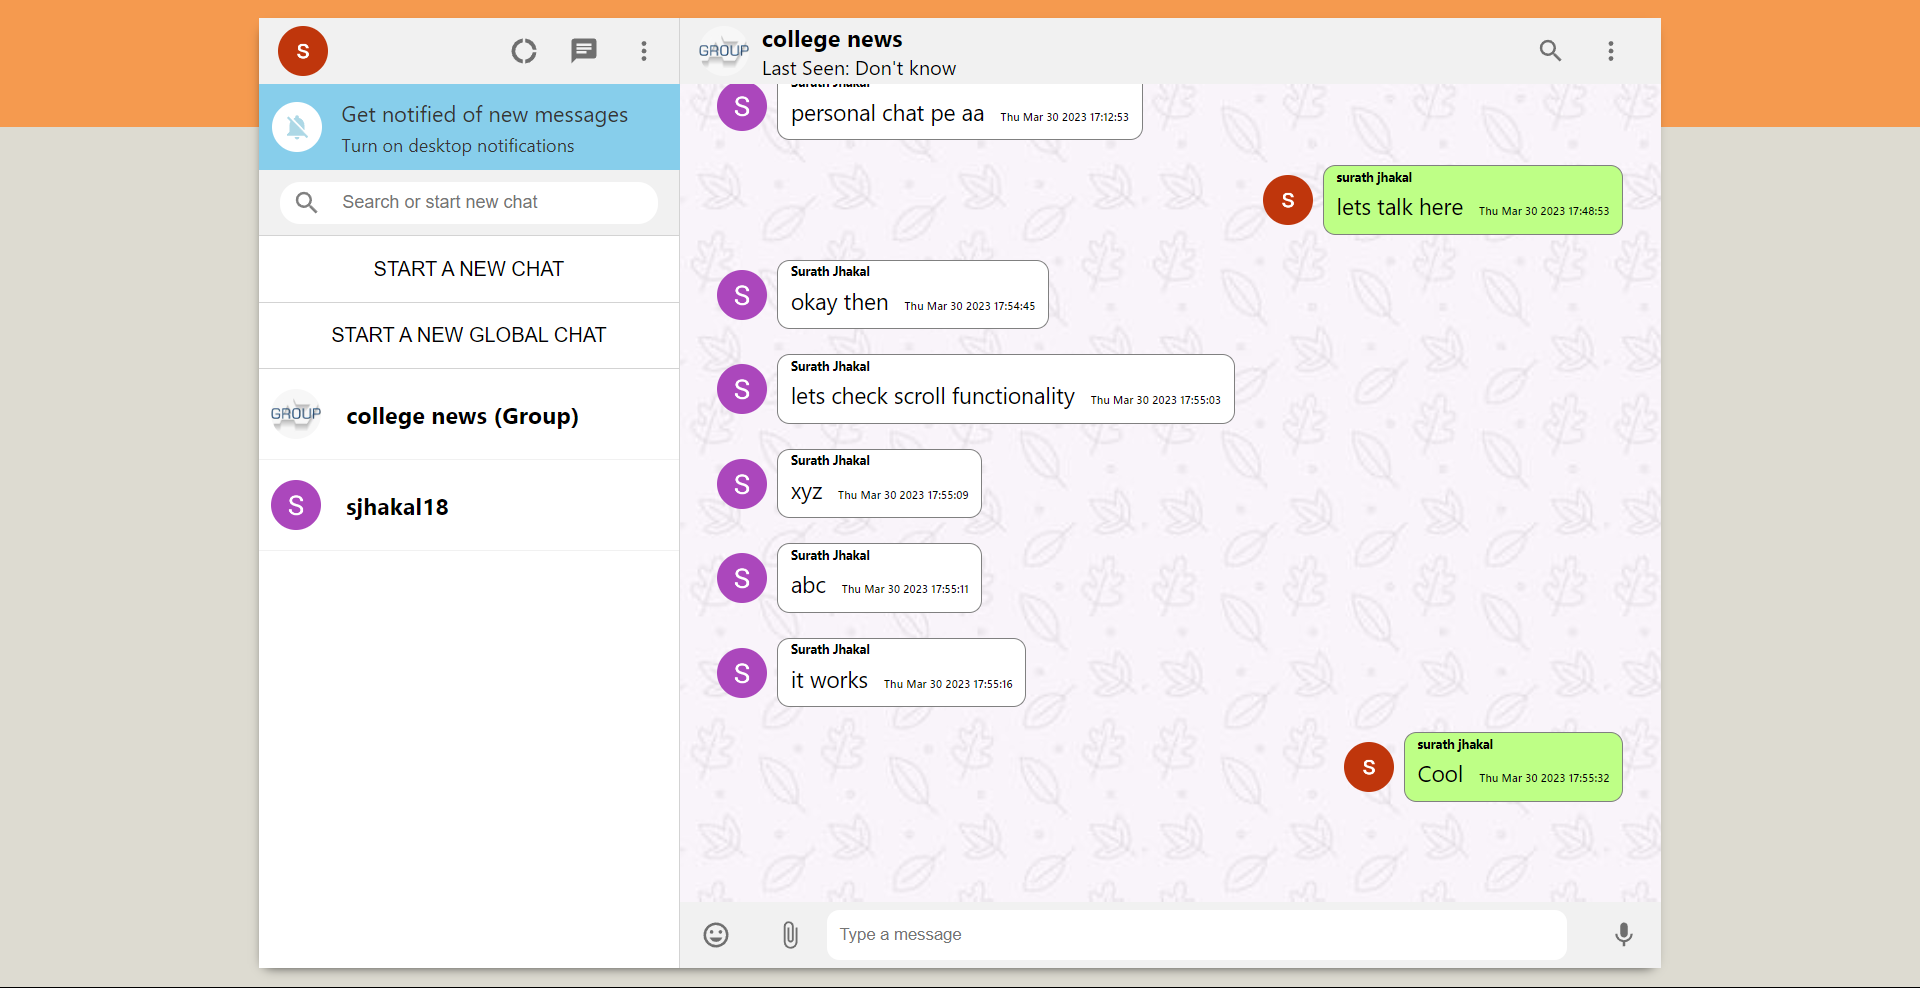 S
Get notified of new messages
Turn on desktop notifications
Search or start new chat
START A NEW CHAT
START A NEW GLOBAL CHAT
GROUP
college news (Group)
S
sjhakal18
GROUP
college news
Last Seen: Don't know
S
Surath Jhakal
personal chat pe aa Thu Mar 30 2023 17:12:53
S
surath jhakal
lets talk here Thu Mar 30 2023 17:48:53
S
Surath Jhakal
okay then Thu Mar 30 2023 17:54:45
S
Surath Jhakal
lets check scroll functionality Thu Mar 30 2023 17:55:03
S
Surath Jhakal
xyz Thu Mar 30 2023 17:55:09
S
Surath Jhakal
abc Thu Mar 30 2023 17:55:11
S
Surath Jhakal
it works Thu Mar 30 2023 17:55:16
S
surath jhakal
Cool Thu Mar 30 2023 17:55:32
Type a message